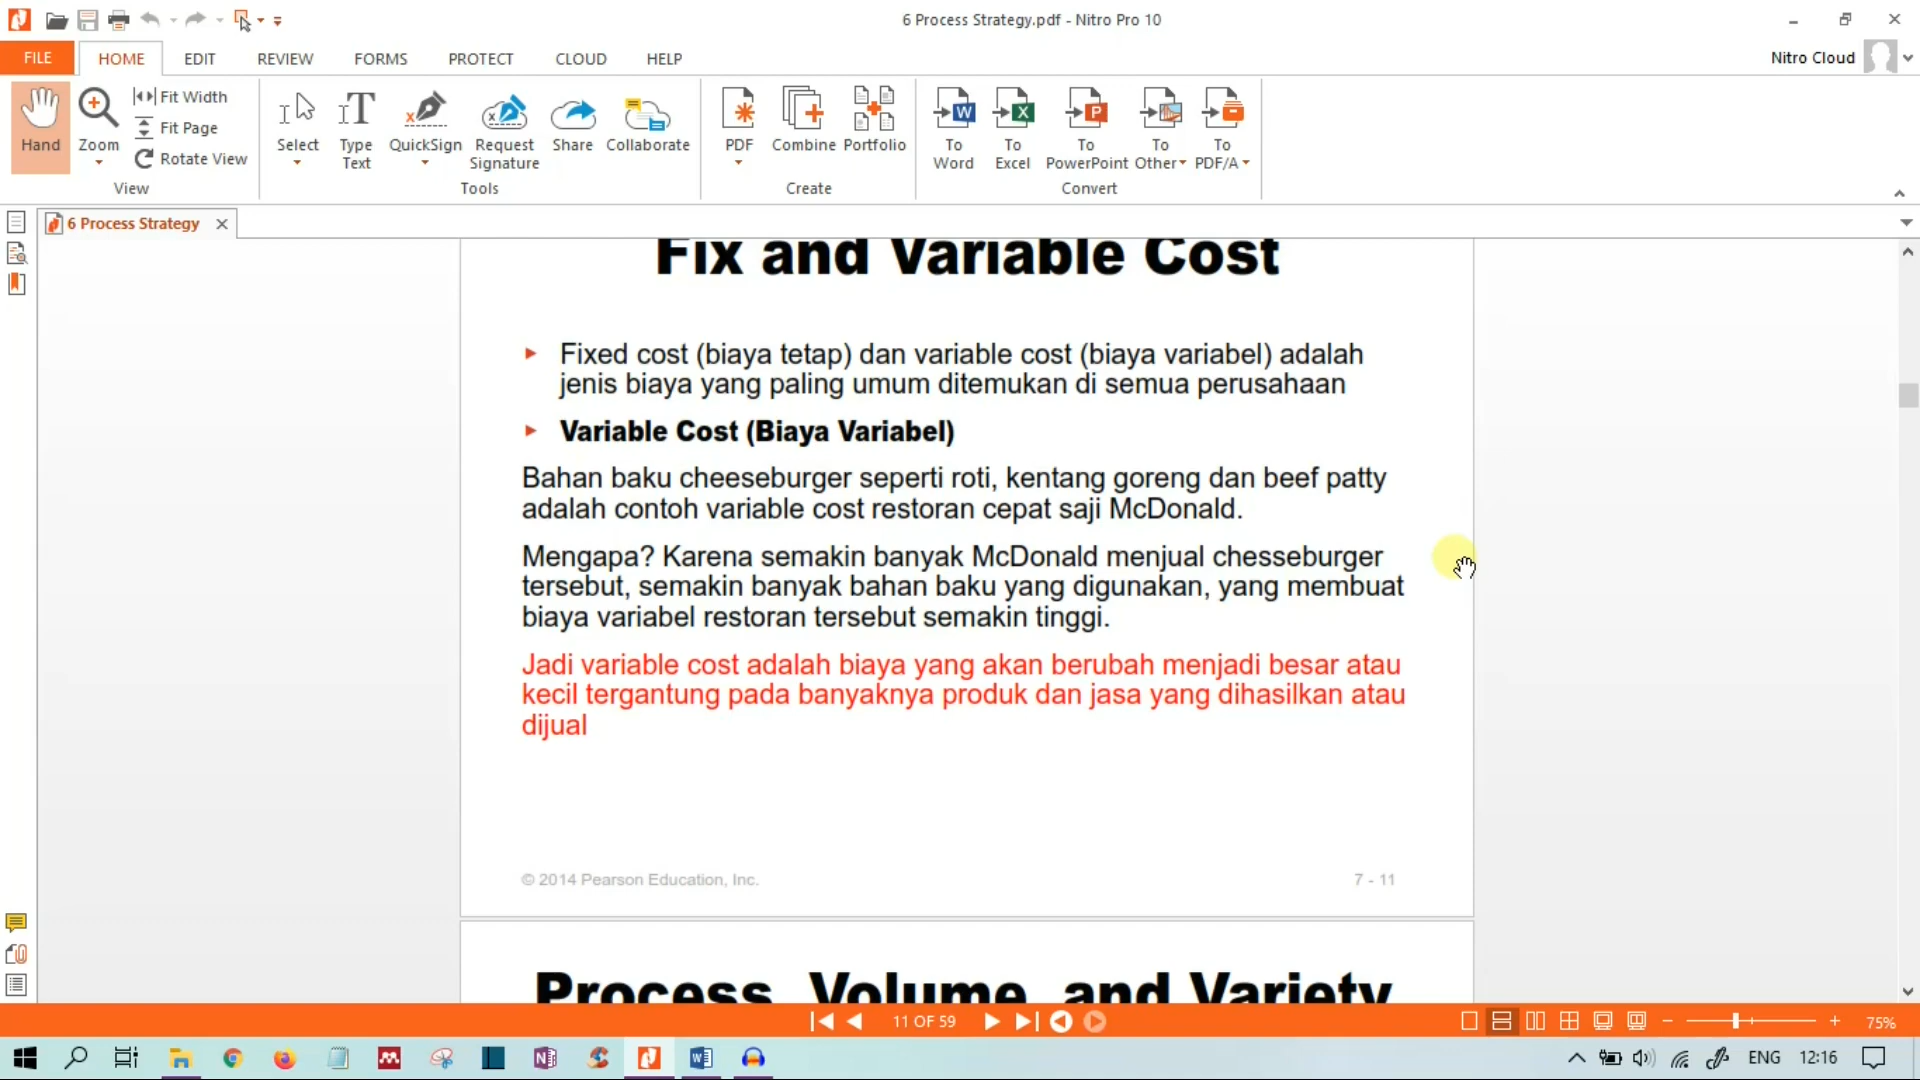 6 Process Strategy.pdf - Nitro Pro 10
FILE HOME EDIT REVIEW FORMS PROTECT CLOUD HELP Nitro Cloud
Hand
Zoom
Fit Width
Fit Page
Rotate View
View
Select
Type Text
QuickSign
Request Signature
Share
Collaborate
Tools
PDF
Combine
Portfolio
Create
To Word
To Excel
To PowerPoint
To Other
To PDF/A
Convert
6 Process Strategy
Fix and Variable Cost
Fixed cost (biaya tetap) dan variable cost (biaya variabel) adalah
jenis biaya yang paling umum ditemukan di semua perusahaan
Variable Cost (Biaya Variabel)
Bahan baku cheeseburger seperti roti, kentang goreng dan beef patty
adalah contoh variable cost restoran cepat saji McDonald.
Mengapa? Karena semakin banyak McDonald menjual chesseburger
tersebut, semakin banyak bahan baku yang digunakan, yang membuat
biaya variabel restoran tersebut semakin tinggi.
Jadi variable cost adalah biaya yang akan berubah menjadi besar atau
kecil tergantung pada banyaknya produk dan jasa yang dihasilkan atau
dijual
© 2014 Pearson Education, Inc. 7 - 11
Process, Volume, and Variety
11 OF 59 75%
ENG 12:16